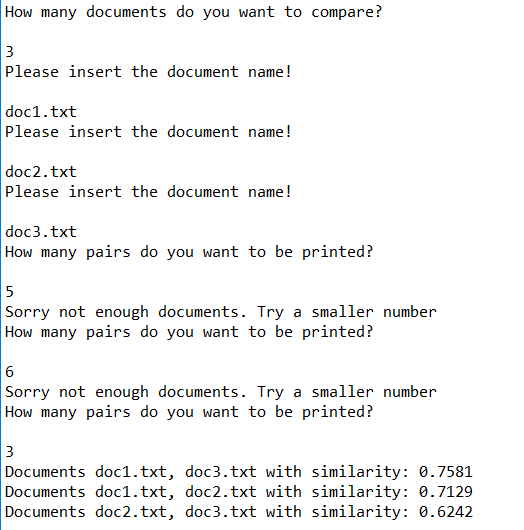 How many documents do you want to compare?
3
Please insert the document name!
doc1.txt
Please insert the document name!
doc2.txt
Please insert the document name!
doc3.txt
How many pairs do you want to be printed?
5
Sorry not enough documents. Try a smaller number
How many pairs do you want to be printed?
6
Sorry not enough documents. Try a smaller number
How many pairs do you want to be printed?
3
Documents doc1.txt, doc3.txt with similarity: 0.7581
Documents doc1.txt, doc2.txt with similarity: 0.7129
Documents doc2.txt, doc3.txt with similarity: 0.6242